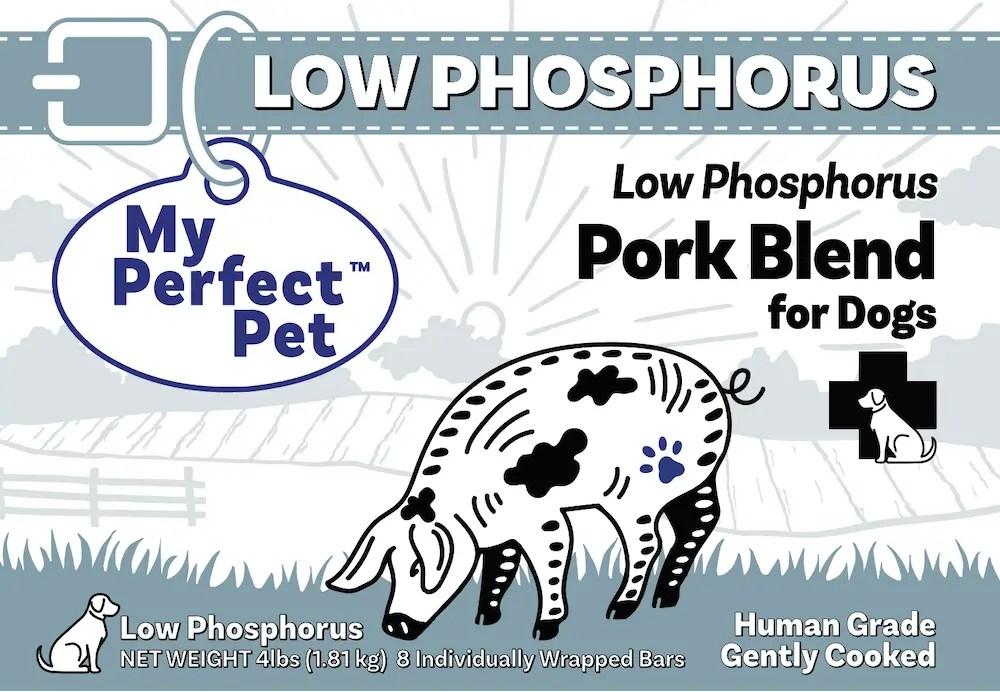 LOW PHOSPHORUS
My
Perfect™
Pet
Low Phosphorus
Pork Blend
for Dogs
Low Phosphorus
NET WEIGHT 4lbs (1.81 kg) 8 Individually Wrapped Bars
Human Grade
Gently Cooked